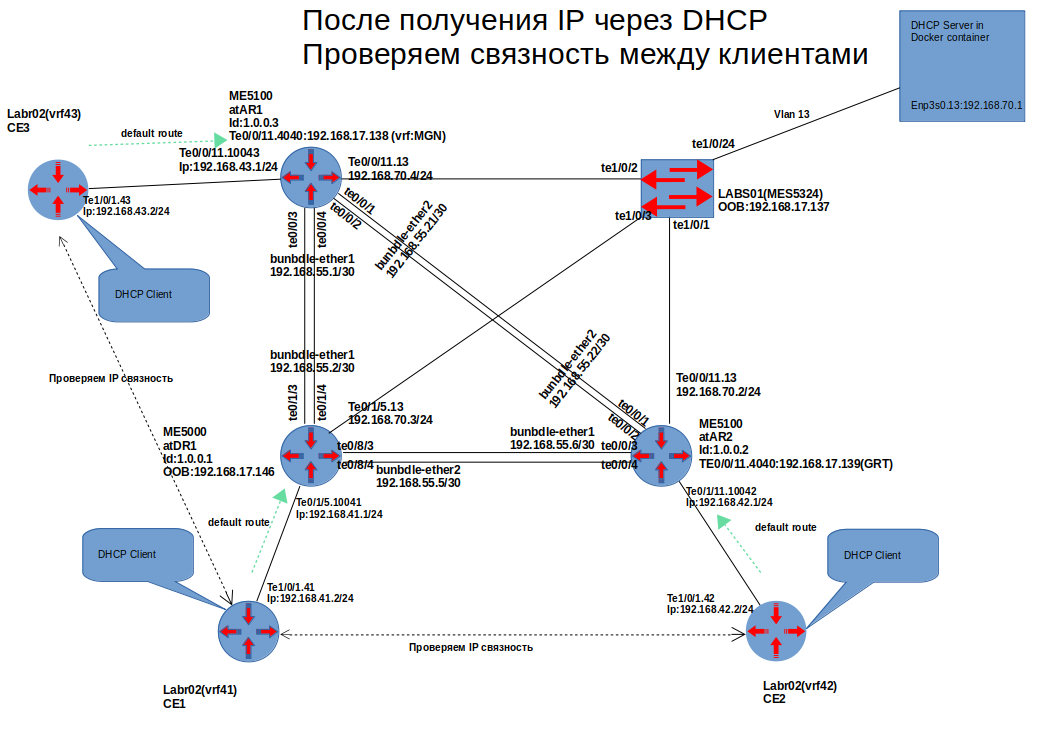 После получения IP через DHCP
Проверяем связность между клиентами
DHCP Server in
Docker container
Enp3s0.13:192.168.70.1
Vlan 13
ME5100
atAR1
Id:1.0.0.3
Te0/0/11.4040:192.168.17.138 (vrf:MGN)
Labr02(vrf43)
CE3
default route
Te0/0/11.10043
Ip:192.168.43.1/24
Te0/0/11.13
192.168.70.4/24
te1/0/24
te1/0/2
LABS01(MES5324)
OOB:192.168.17.137
te1/0/3
te1/0/1
Te1/0/1.43
Ip:192.168.43.2/24
te0/0/1
te0/0/2
te0/0/3
te0/0/4
bunbdle-ether2
192.168.55.21/30
bunbdle-ether1
192.168.55.1/30
DHCP Client
Проверяем IP связность
bunbdle-ether1
192.168.55.2/30
bunbdle-ether2
192.168.55.22/30
te0/1/3
te0/1/4
Te0/0/11.13
192.168.70.2/24
Te0/1/5.13
192.168.70.3/24
te0/0/1
te0/0/2
ME5000
atDR1
Id:1.0.0.1
OOB:192.168.17.146
te0/8/3
te0/8/4
bunbdle-ether1
192.168.55.6/30
bunbdle-ether2
192.168.55.5/30
te0/0/3
te0/0/4
ME5100
atAR2
Id:1.0.0.2
TE0/0/11.4040:192.168.17.139(GRT)
Te0/1/5.10041
Ip:192.168.41.1/24
default route
Te0/1/11.10042
Ip:192.168.42.1/24
default route
DHCP Client
DHCP Client
Te1/0/1.41
Ip:192.168.41.2/24
Te1/0/1.42
Ip:192.168.42.2/24
Проверяем IP связность
Labr02(vrf41)
CE1
Labr02(vrf42)
CE2